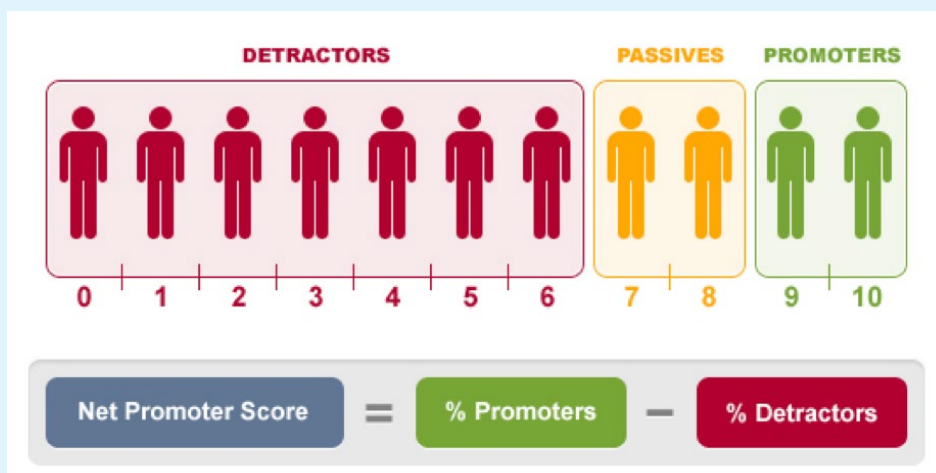 DETRACTORS PASSIVES PROMOTERS
0 1 2 3 4 5 6 7 8 9 10
Net Promoter Score = % Promoters − % Detractors